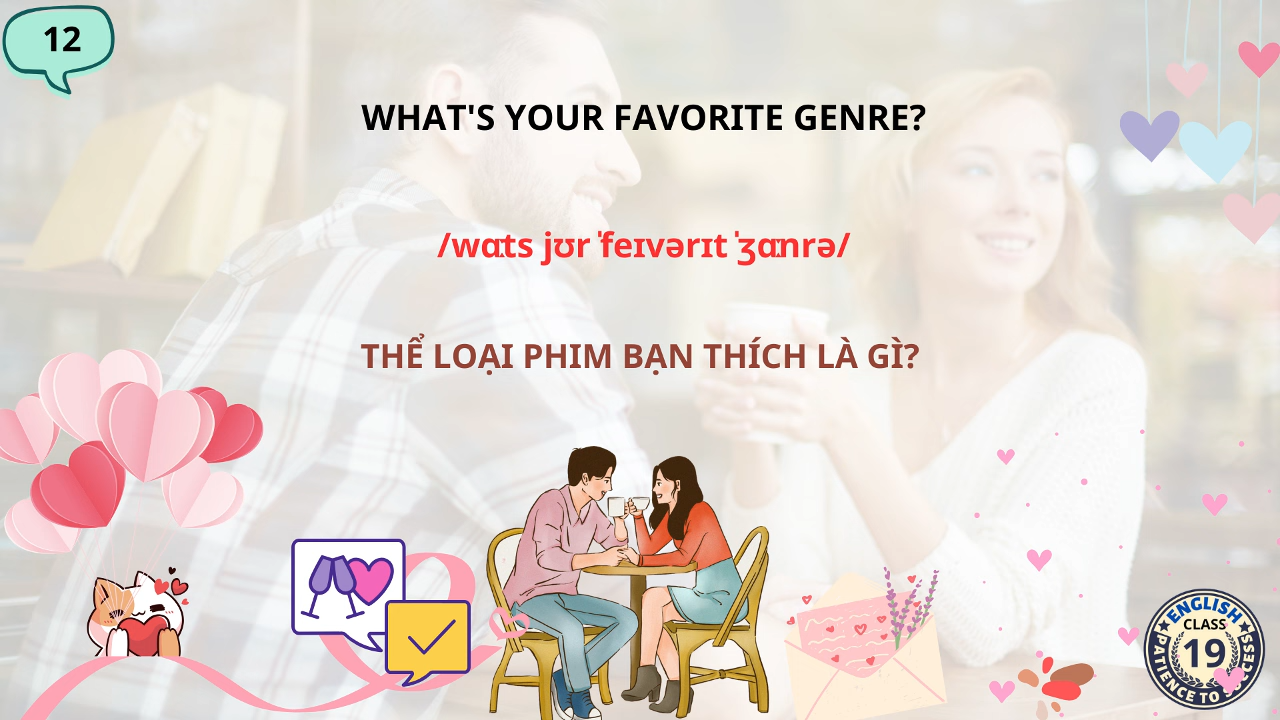 12
WHAT'S YOUR FAVORITE GENRE?
/wɑts jʊr ˈfeɪvərɪt ˈʒɑnrə/
THỂ LOẠI PHIM BẠN THÍCH LÀ GÌ?
ENGLISH
CLASS
19
PATIENCE TO SUCCESS